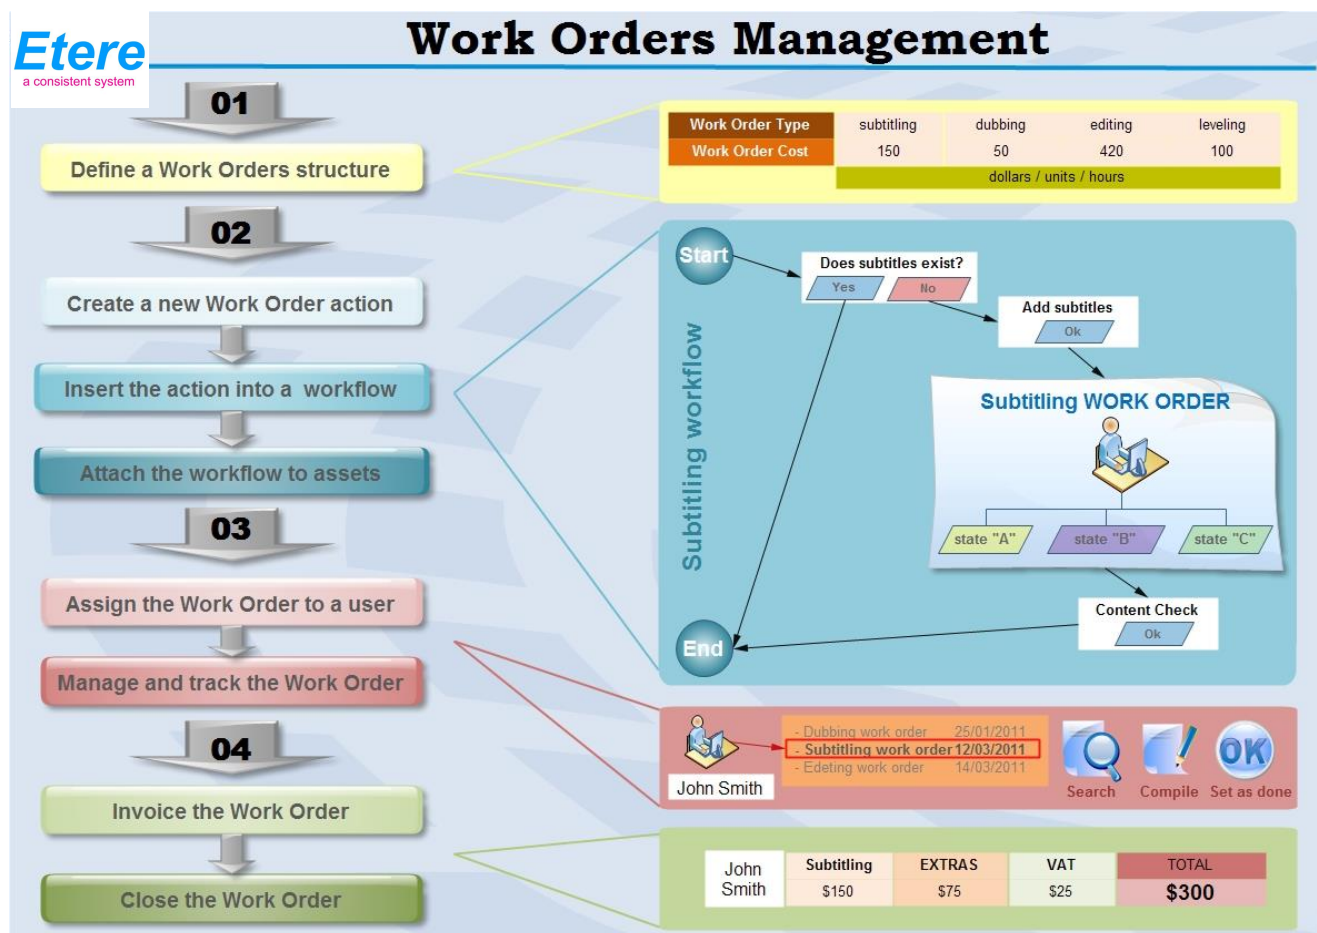 Work Orders Management
Etere
a consistent system
01
Define a Work Orders structure
Work Order Type subtitling dubbing editing leveling
Work Order Cost 150 50 420 100
dollars / units / hours
02
Create a new Work Order action
Insert the action into a workflow
Attach the workflow to assets
Subtitling workflow
Start
Does subtitles exist?
Yes No
Add subtitles
Ok
Subtitling WORK ORDER
state "A" state "B" state "C"
Content Check
Ok
End
03
Assign the Work Order to a user
Manage and track the Work Order
John Smith
- Dubbing work order 25/01/2011
- Subtitling work order 12/03/2011
- Edeting work order 14/03/2011
Search Compile Set as done
OK
04
Invoice the Work Order
Close the Work Order
John
Smith
Subtitling EXTRAS VAT TOTAL
$150 $75 $25 $300